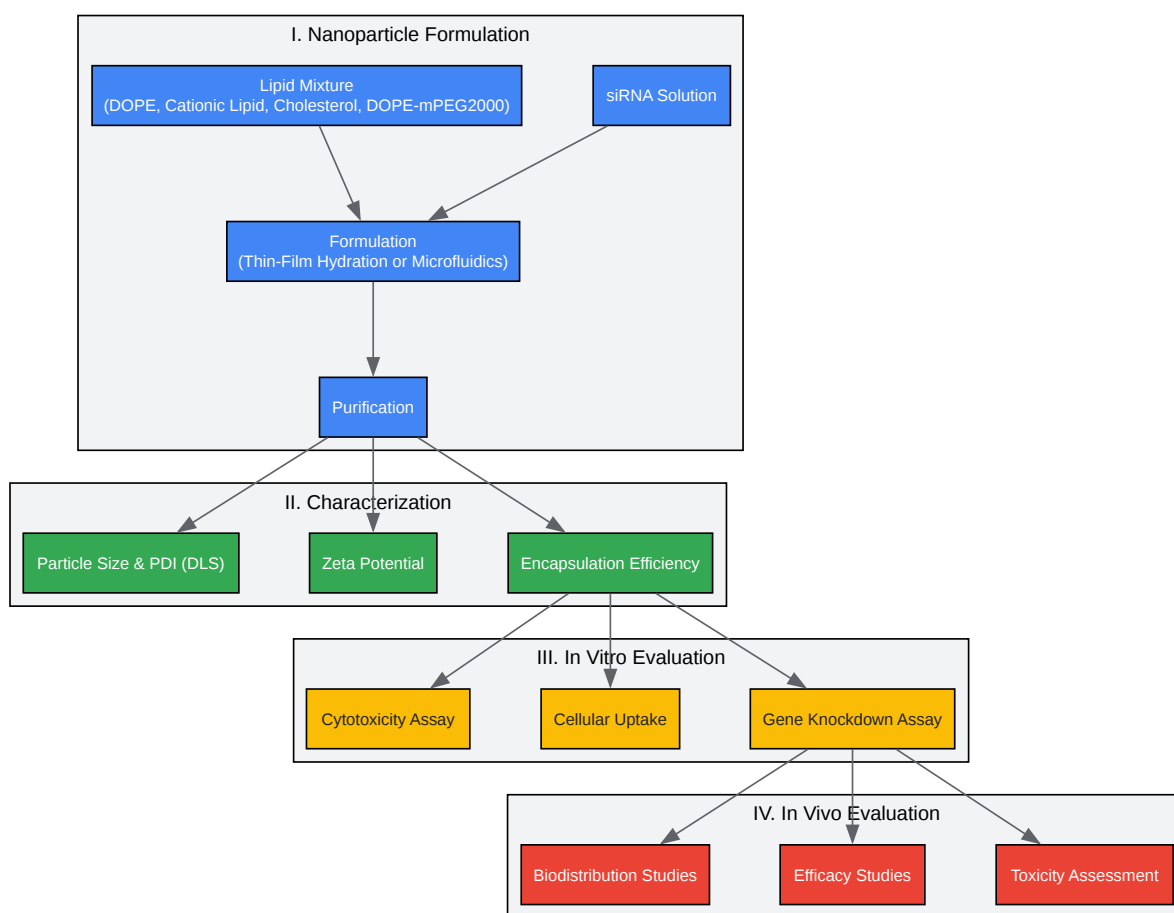 I. Nanoparticle Formulation
Lipid Mixture
(DOPE, Cationic Lipid, Cholesterol, DOPE-mPEG2000)
siRNA Solution
Formulation
(Thin-Film Hydration or Microfluidics)
Purification
II. Characterization
Particle Size & PDI (DLS)
Zeta Potential
Encapsulation Efficiency
III. In Vitro Evaluation
Cytotoxicity Assay
Cellular Uptake
Gene Knockdown Assay
IV. In Vivo Evaluation
Biodistribution Studies
Efficacy Studies
Toxicity Assessment